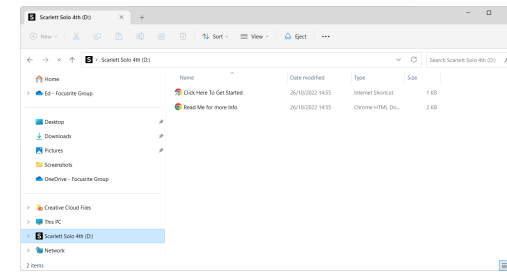 Scarlett Solo 4th (D:)
New
Sort
View
Eject
Scarlett Solo 4th (D:)
Search Scarlett Solo 4th (D:)
Name
Date modified
Type
Size
Home
Click Here To Get Started
26/10/2022 14:53
Internet Shortcut
1 KB
Ed - Focusrite Group
Read Me for more Info
26/10/2022 14:55
Chrome HTML Do...
2 KB
Desktop
Downloads
Pictures
Screenshots
OneDrive - Focusrite Group
Creative Cloud Files
This PC
Scarlett Solo 4th (D:)
Network
2 items